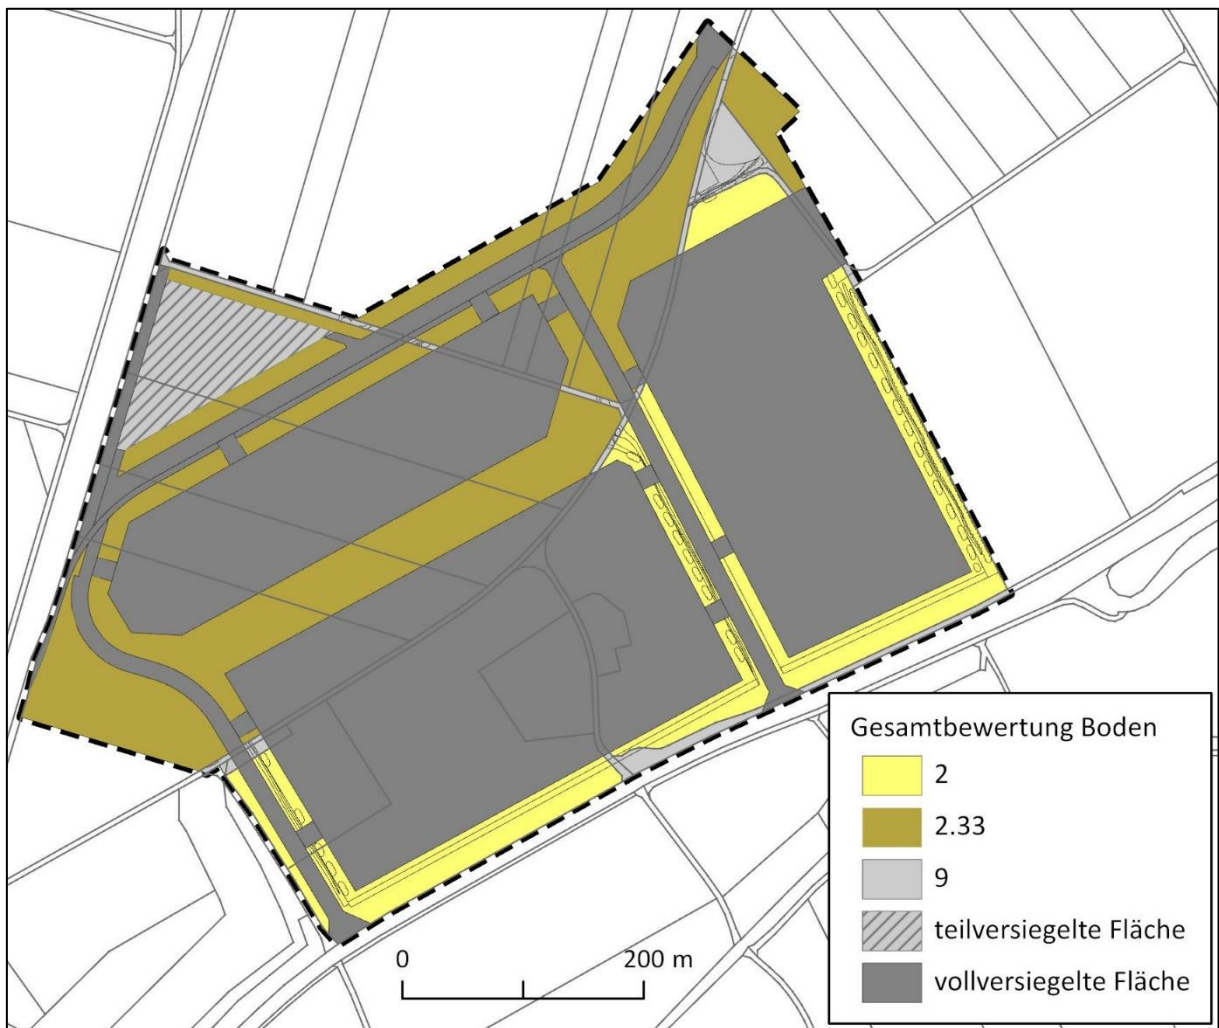 Gesamtbewertung Boden
2
2.33
9
teilversiegelte Fläche
vollversiegelte Fläche
0 200 m